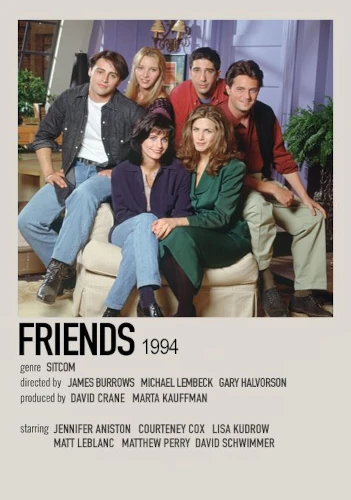 FRIENDS 1994
genre SITCOM
directed by JAMES BURROWS MICHAEL LEMBECK GARY HALVORSON
produced by DAVID CRANE MARTA KAUFFMAN
starring JENNIFER ANISTON COURTENEY COX LISA KUDROW
MATT LEBLANC MATTHEW PERRY DAVID SCHWIMMER